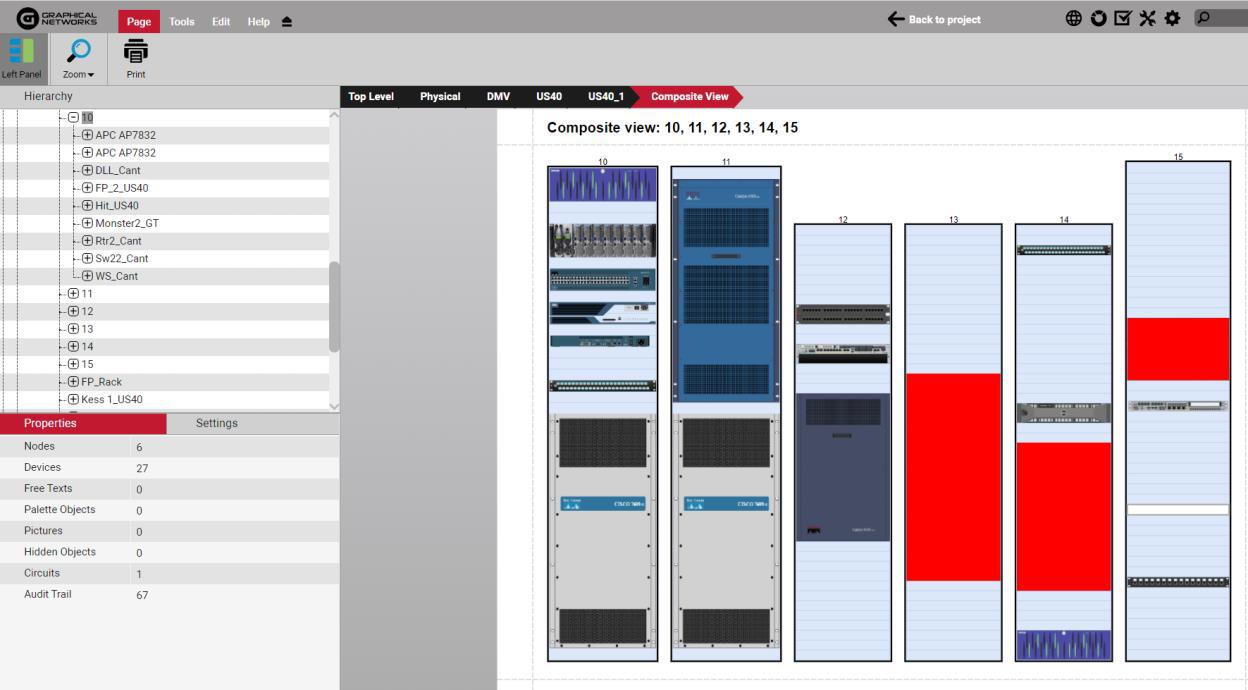 GRAPHICAL
NETWORKS
Page
Tools
Edit
Help
Back to project
Left Panel
Zoom
Print
Hierarchy
10
APC AP7832
APC AP7832
DLL_Cant
FP_2_US40
Hit_US40
Monster2_GT
Rtr2_Cant
Sw22_Cant
WS_Cant
11
12
13
14
15
FP_Rack
Kess 1_US40
Properties
Settings
Nodes 6
Devices 27
Free Texts 0
Palette Objects 0
Pictures 0
Hidden Objects 0
Circuits 1
Audit Trail 67
Top Level
Physical
DMV
US40
US40_1
Composite View
Composite view: 10, 11, 12, 13, 14, 15
10
11
12
13
14
15